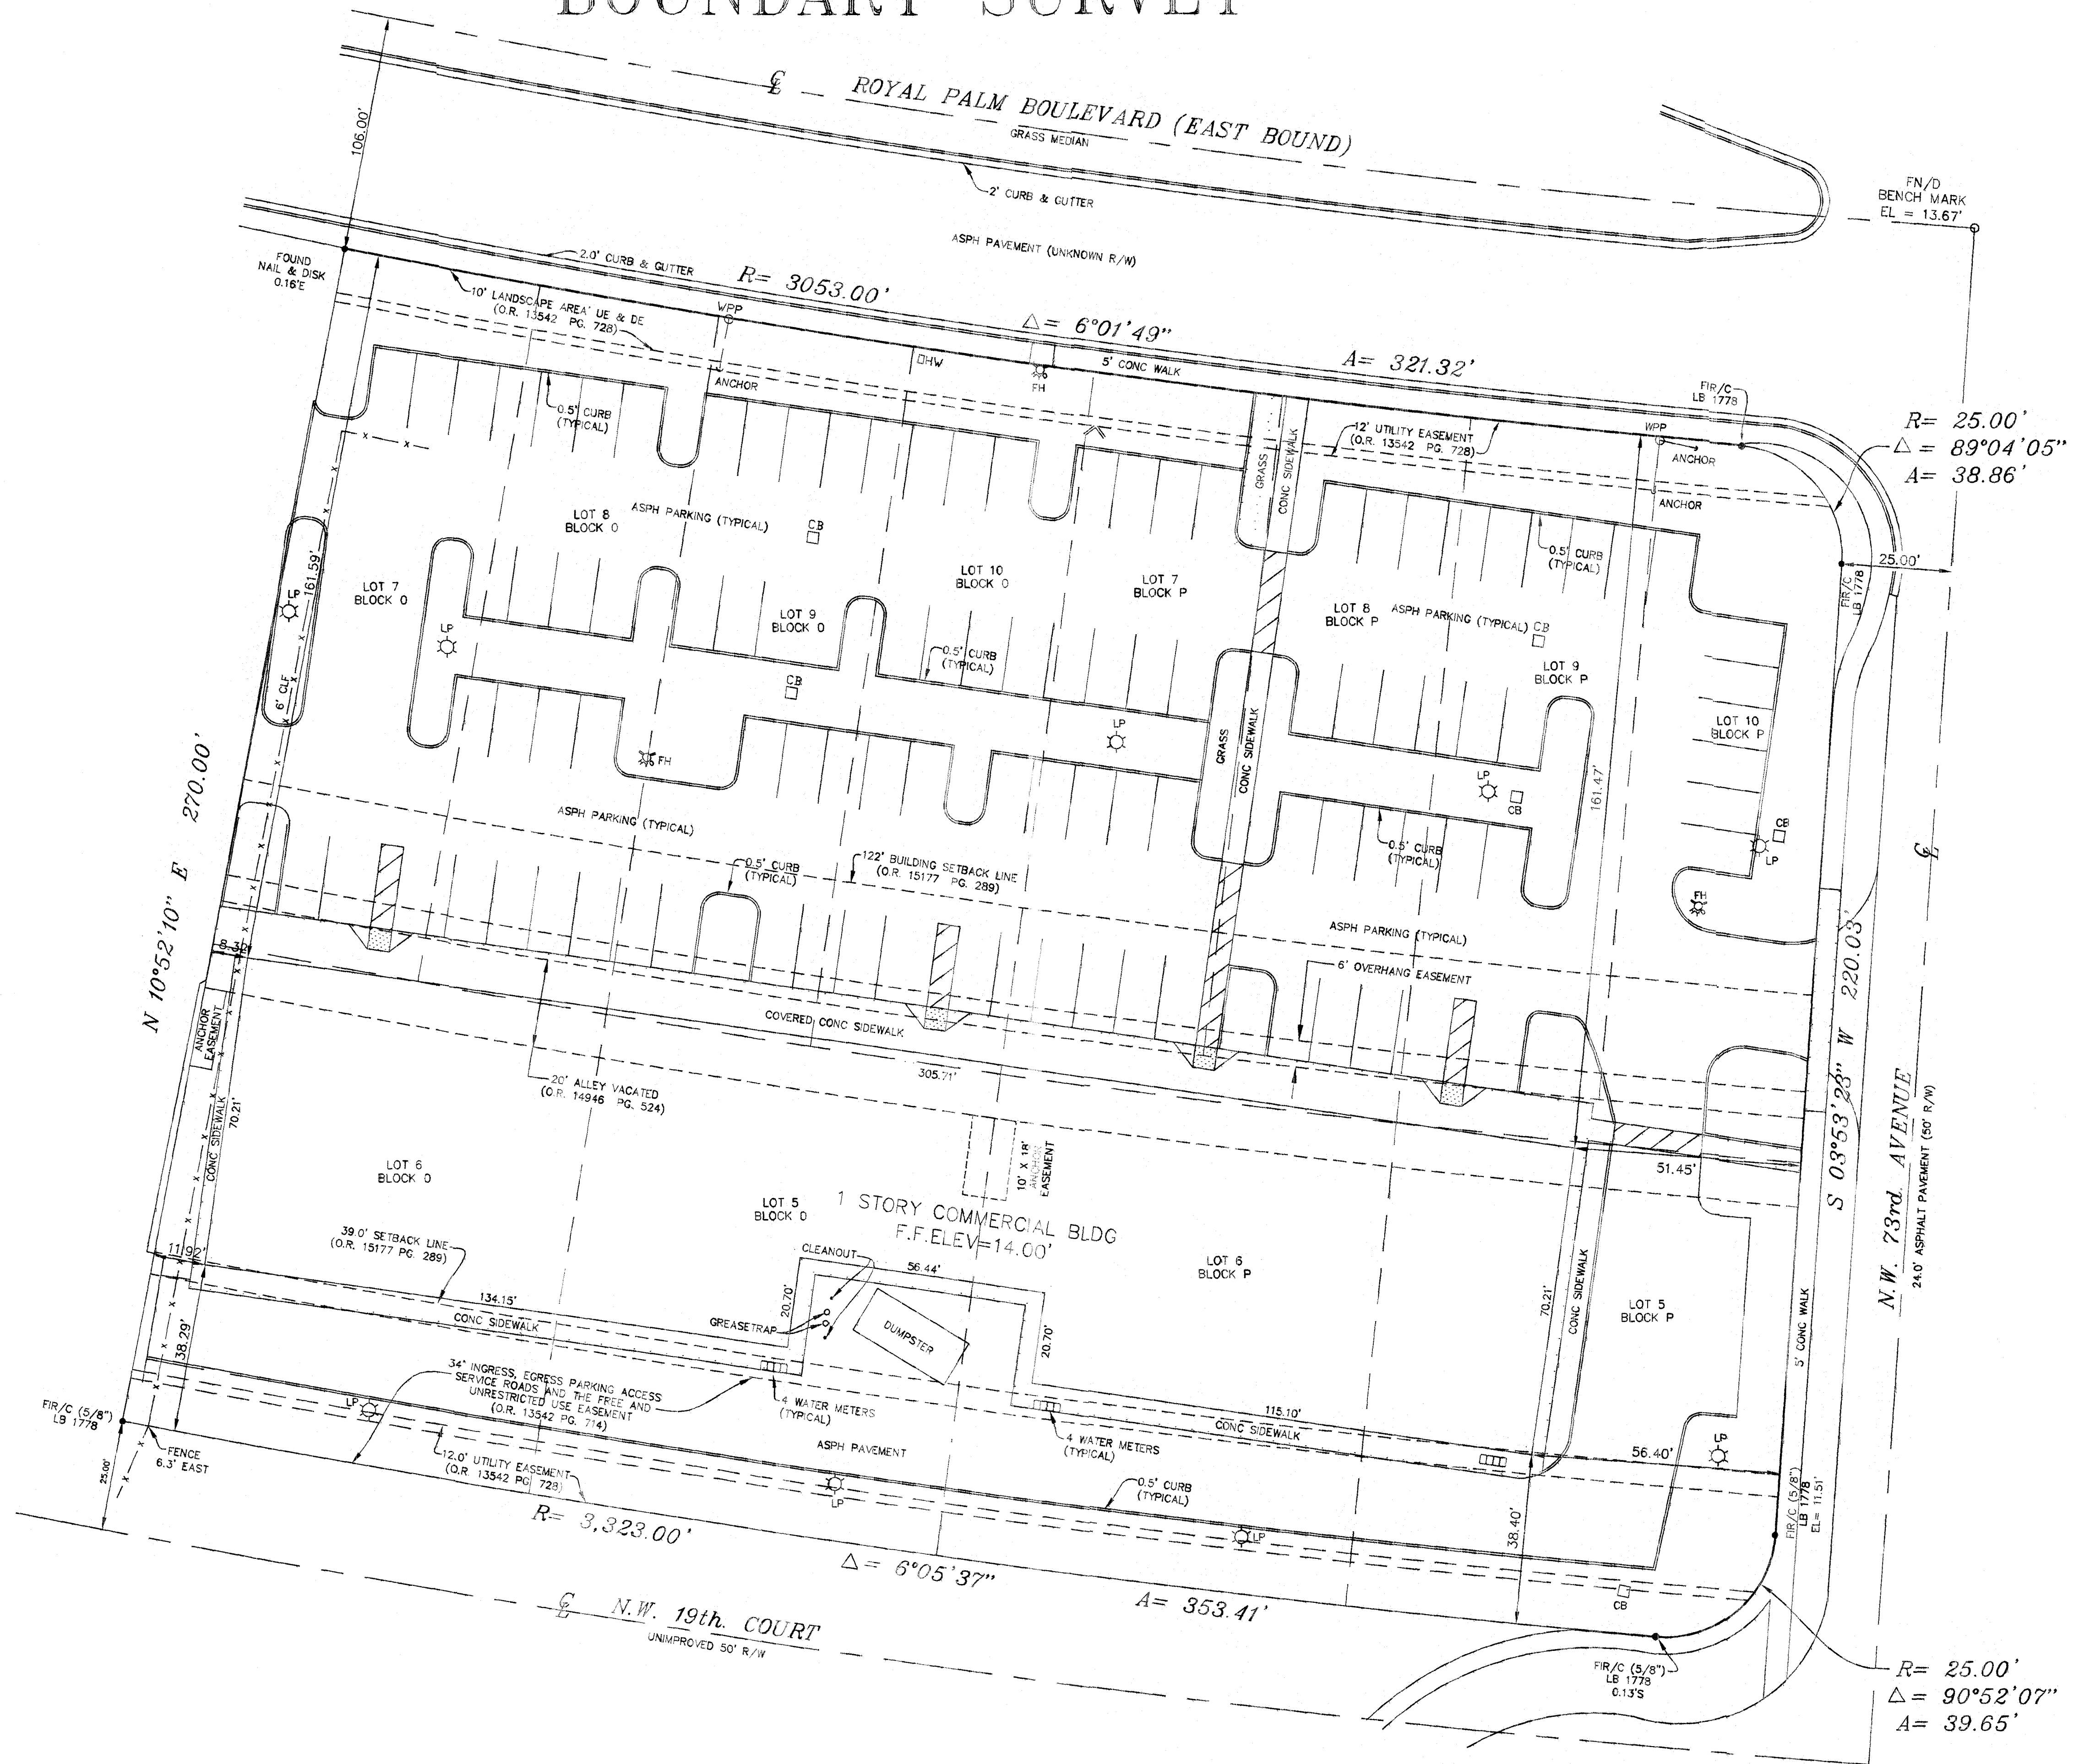 BOUNDARY SURVEY
106.00'
ROYAL PALM BOULEVARD (EAST BOUND)
GRASS MEDIAN
2' CURB & GUTTER
ASPH PAVEMENT (UNKNOWN R/W)
FN/D
BENCH MARK
EL = 13.67'
FOUND
NAIL & DISK
0.16'E
2.0' CURB & GUTTER
R= 3053.00'
Δ= 6°01'49"
A= 321.32'
10' LANDSCAPE AREA' UE & DE
(O.R. 13542 PG. 728)
WPP
ANCHOR
OHW
FH
5' CONC WALK
FIR/C
LB 1778
R= 25.00'
Δ= 89°04'05"
A= 38.86'
12' UTILITY EASEMENT
(O.R. 13542 PG. 728)
WPP
ANCHOR
ANCHOR
0.5' CURB
(TYPICAL)
GRASS
CONC SIDEWALK
LOT 8
BLOCK O
ASPH PARKING (TYPICAL)
CB
0.5' CURB
(TYPICAL)
25.00'
FIR/C
LB 1778
161.59'
LP
LOT 7
BLOCK O
LOT 10
BLOCK O
LOT 7
BLOCK P
LOT 9
BLOCK O
LOT 8
BLOCK P
ASPH PARKING (TYPICAL)
CB
LP
0.5' CURB
(TYPICAL)
CB
LOT 9
BLOCK P
6' CLF
LP
GRASS
CONC SIDEWALK
LOT 10
BLOCK P
FH
LP
CB
161.47'
N 10°52'10" E 270.00'
ASPH PARKING (TYPICAL)
0.5' CURB
(TYPICAL)
122' BUILDING SETBACK LINE
(O.R. 15177 PG. 289)
0.5' CURB
(TYPICAL)
CB
LP
FH
ASPH PARKING (TYPICAL)
6' OVERHANG EASEMENT
S 03°53'23" W 220.03'
ANCHOR
EASEMENT
COVERED CONC SIDEWALK
305.71'
20' ALLEY VACATED
(O.R. 14946 PG. 524)
CONC SIDEWALK
70.21'
10' X 18'
ANCHOR
EASEMENT
51.45'
N.W. 73rd. AVENUE
24.0' ASPHALT PAVEMENT (50' R/W)
LOT 6
BLOCK O
LOT 5
BLOCK O
1 STORY COMMERCIAL BLDG
F.F.ELEV=14.00'
39.0' SETBACK LINE
(O.R. 15177 PG. 289)
11.92'
CLEANOUT
56.44'
LOT 6
BLOCK P
LOT 5
BLOCK P
134.15'
CONC SIDEWALK
20.70'
GREASETRAP
DUMPSTER
20.70'
70.21'
CONC SIDEWALK
5' CONC WALK
38.29'
34' INGRESS, EGRESS PARKING ACCESS
SERVICE ROADS AND THE FREE AND
UNRESTRICTED USE EASEMENT
(O.R. 13542 PG. 714)
4 WATER METERS
(TYPICAL)
115.10'
CONC SIDEWALK
4 WATER METERS
(TYPICAL)
56.40'
LP
FIR/C (5/8")
LB 1778
LP
ASPH PAVEMENT
FENCE
6.3' EAST
25.00'
12.0' UTILITY EASEMENT
(O.R. 13542 PG 728)
LP
0.5' CURB
(TYPICAL)
FIR/C (5/8")
LB 1778
EL= 11.51'
R= 3,323.00'
Δ= 6°05'37"
A= 353.41'
LP
38.40'
CB
N.W. 19th. COURT
UNIMPROVED 50' R/W
FIR/C (5/8")
LB 1778
0.13'S
R= 25.00'
Δ= 90°52'07"
A= 39.65'